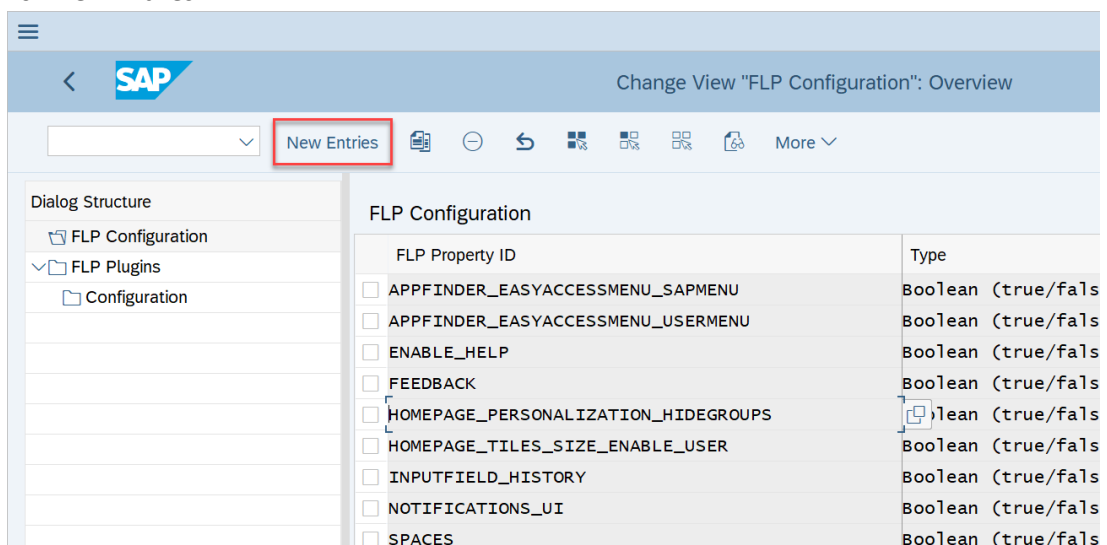 SAP
Change View "FLP Configuration": Overview
New Entries
More
Dialog Structure
FLP Configuration
FLP Plugins
Configuration
FLP Configuration
FLP Property ID Type
APPFINDER_EASYACCESSMENU_SAPMENU Boolean (true/fals
APPFINDER_EASYACCESSMENU_USERMENU Boolean (true/fals
ENABLE_HELP Boolean (true/fals
FEEDBACK Boolean (true/fals
HOMEPAGE_PERSONALIZATION_HIDEGROUPS lean (true/fals
HOMEPAGE_TILES_SIZE_ENABLE_USER Boolean (true/fals
INPUTFIELD_HISTORY Boolean (true/fals
NOTIFICATIONS_UI Boolean (true/fals
SPACES Boolean (true/fals